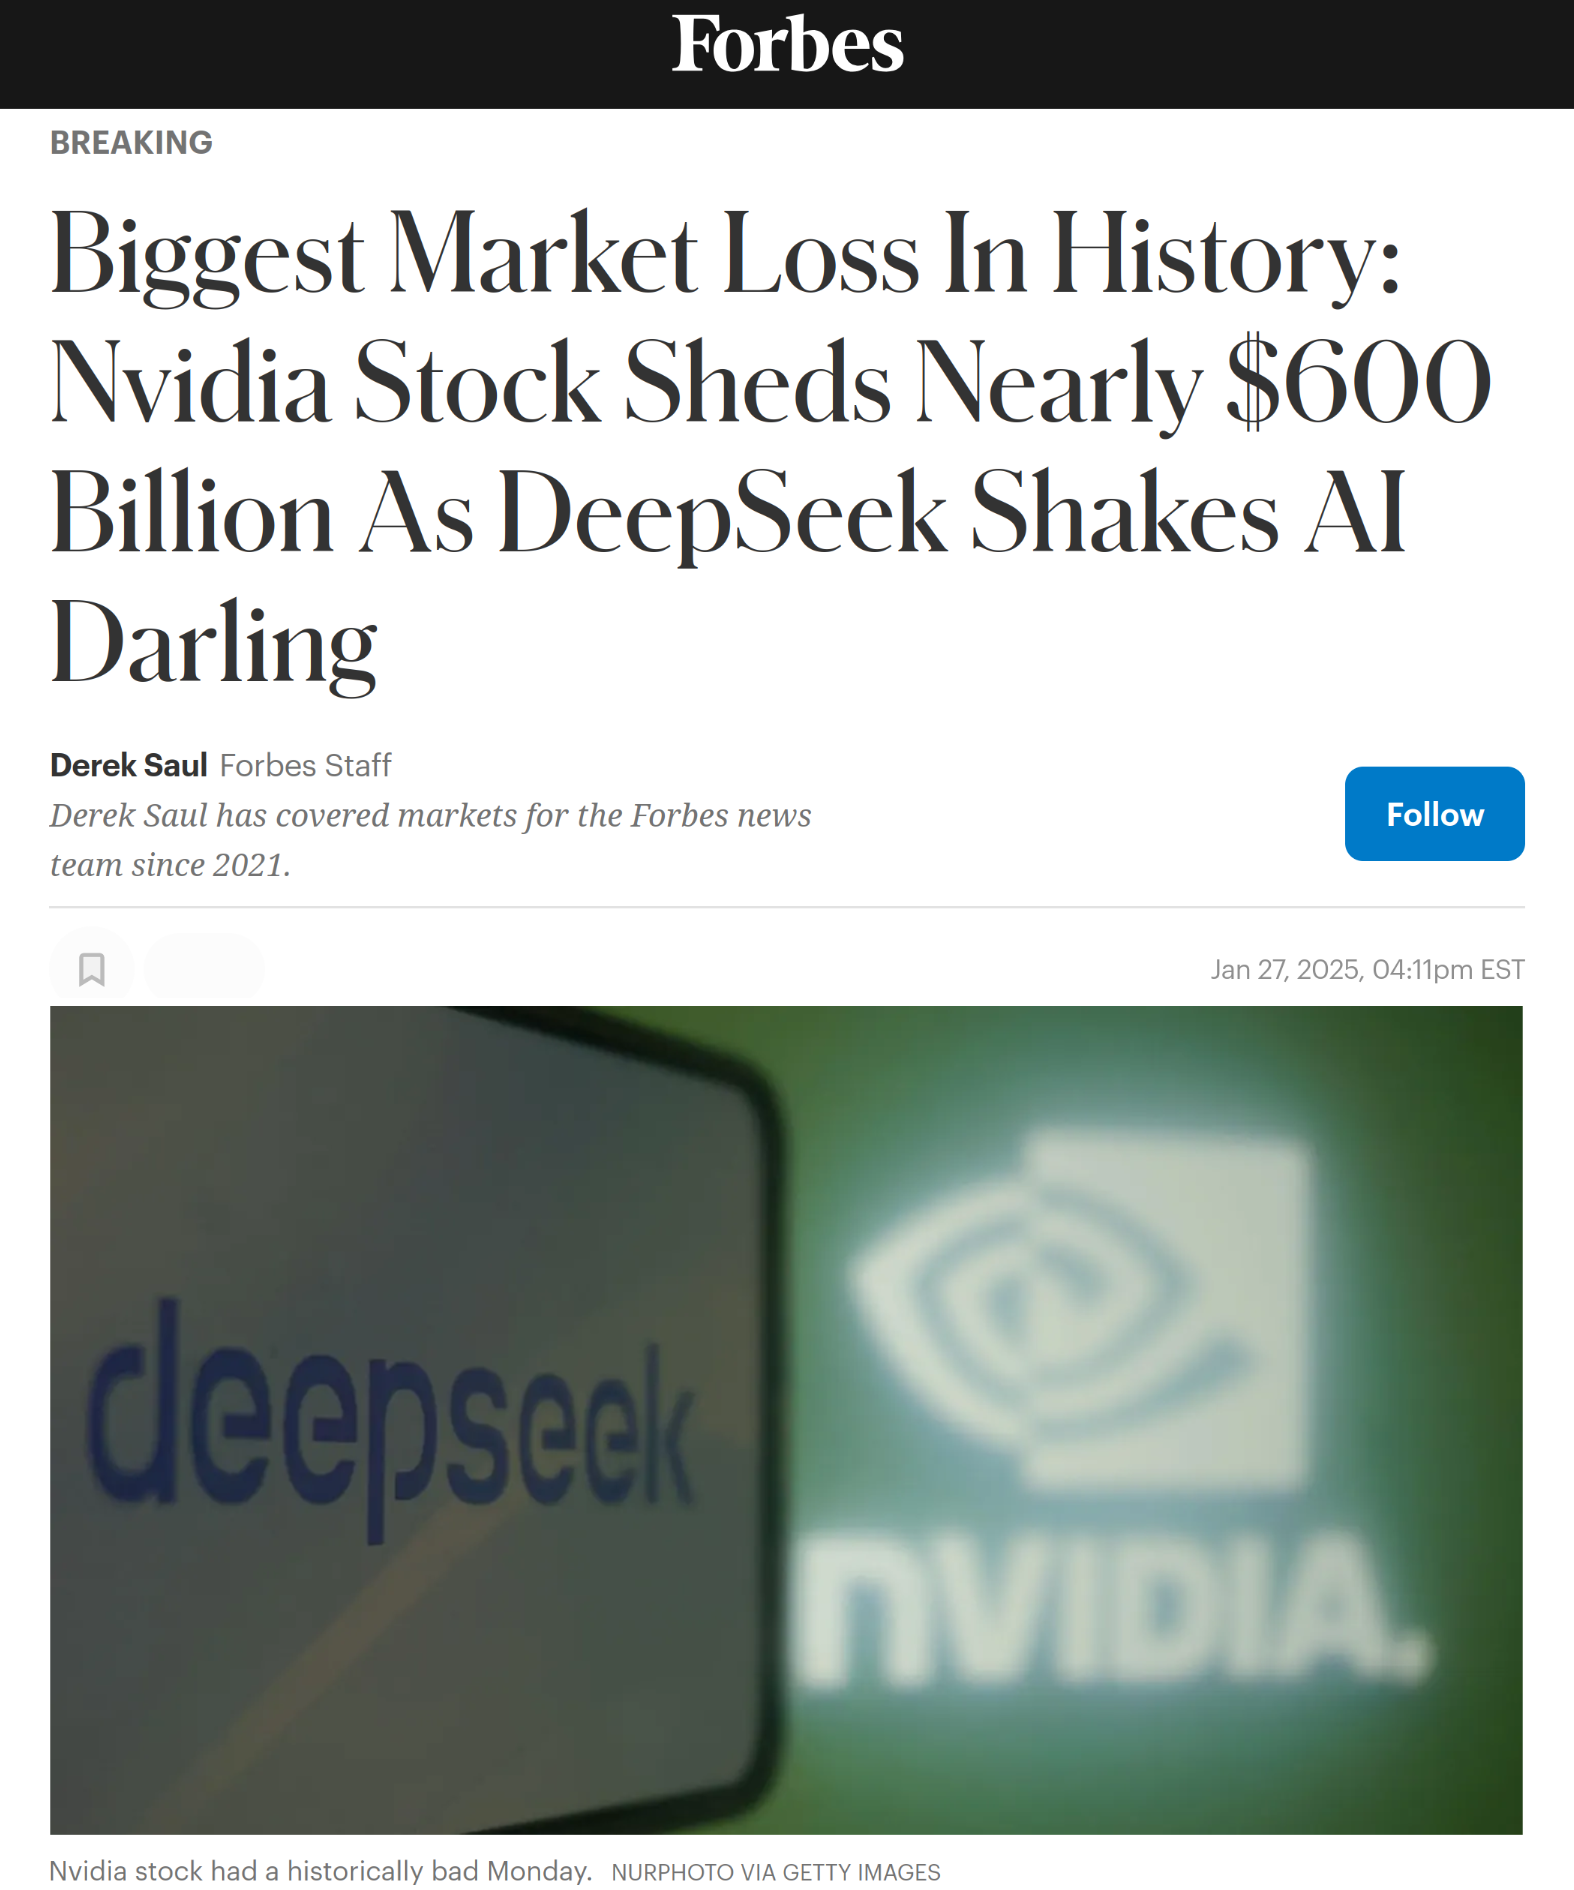 Forbes
BREAKING
Biggest Market Loss In History:
Nvidia Stock Sheds Nearly $600
Billion As DeepSeek Shakes AI
Darling
Derek Saul Forbes Staff
Derek Saul has covered markets for the Forbes news
team since 2021.
Follow
Jan 27, 2025, 04:11pm EST
deepseek
nVIDIA.
Nvidia stock had a historically bad Monday. NURPHOTO VIA GETTY IMAGES